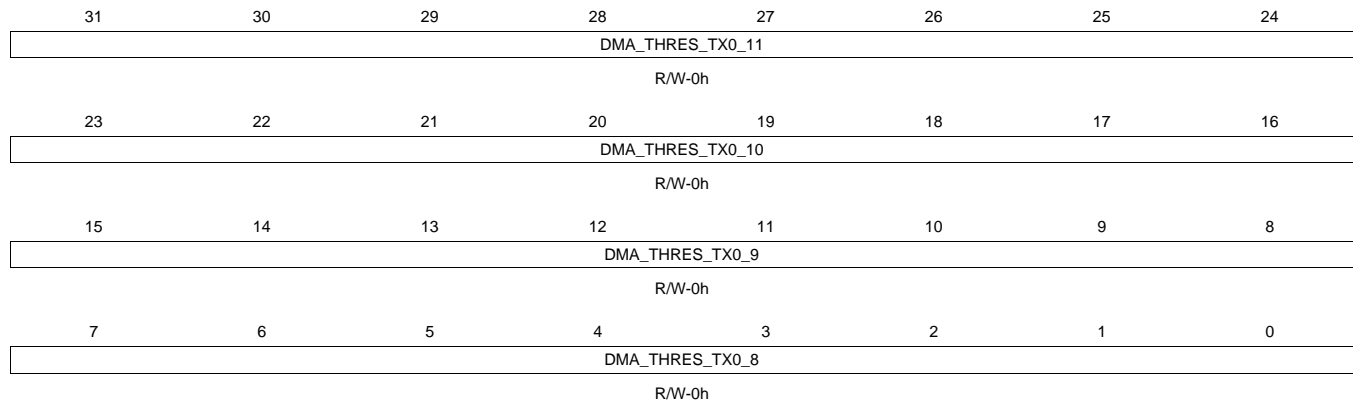 31 30 29 28 27 26 25 24
DMA_THRES_TX0_11
R/W-0h
23 22 21 20 19 18 17 16
DMA_THRES_TX0_10
R/W-0h
15 14 13 12 11 10 9 8
DMA_THRES_TX0_9
R/W-0h
7 6 5 4 3 2 1 0
DMA_THRES_TX0_8
R/W-0h